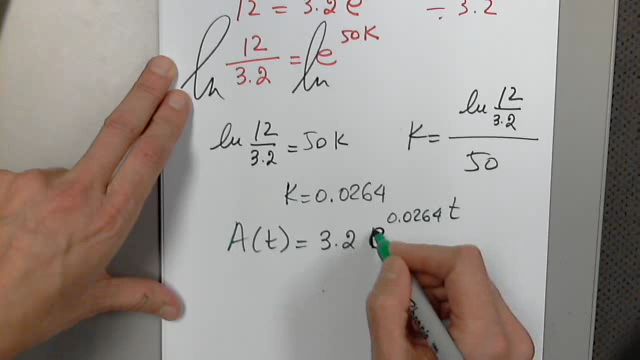 12 = 3.2 e ÷ 3.2
ln 12/3.2 = ln e^50K
ln 12/3.2 = 50K K = ln 12/3.2 / 50
K = 0.0264
A(t) = 3.2 e^0.0264 t